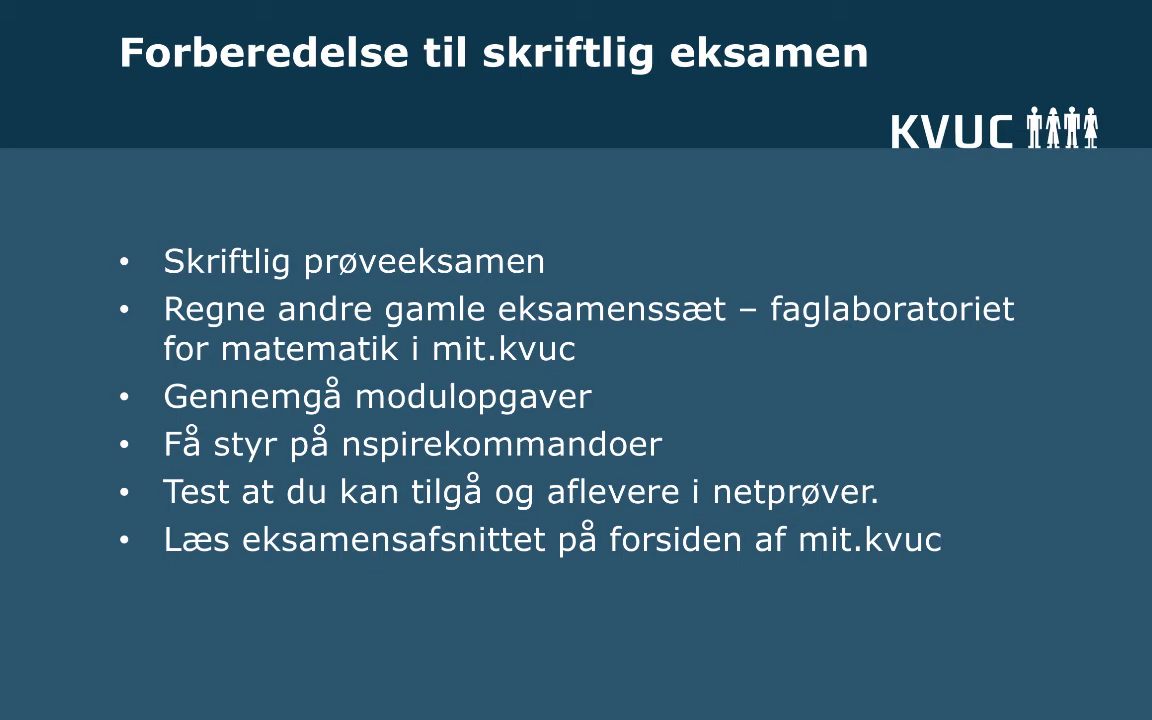 Forberedelse til skriftlig eksamen
KVUC
• Skriftlig prøveeksamen
• Regne andre gamle eksamenssæt – faglaboratoriet
for matematik i mit.kvuc
• Gennemgå modulopgaver
• Få styr på nspirekommandoer
• Test at du kan tilgå og aflevere i netprøver.
• Læs eksamensafsnittet på forsiden af mit.kvuc